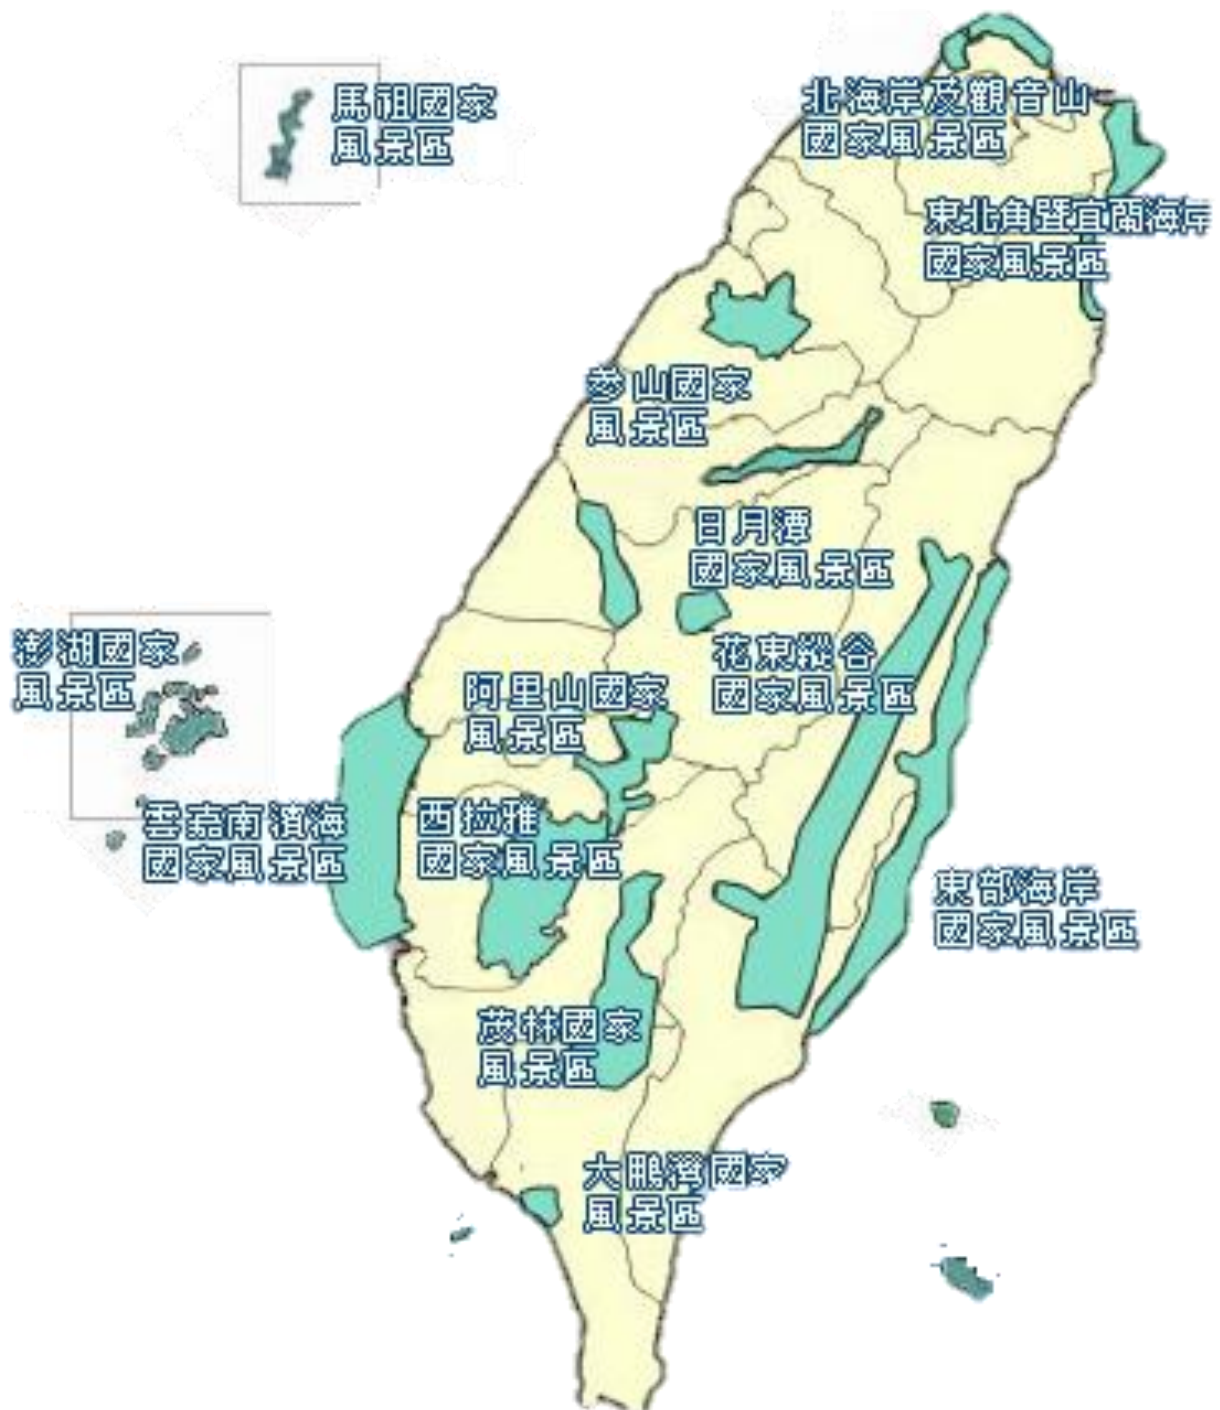 馬祖國家
風景區
北海岸及觀音山
國家風景區
東北角暨宜蘭海岸
國家風景區
參山國家
風景區
日月潭
國家風景區
澎湖國家
風景區
阿里山國家
風景區
花東縱谷
國家風景區
雲嘉南濱海
國家風景區
西拉雅
國家風景區
東部海岸
國家風景區
茂林國家
風景區
大鵬灣國家
風景區